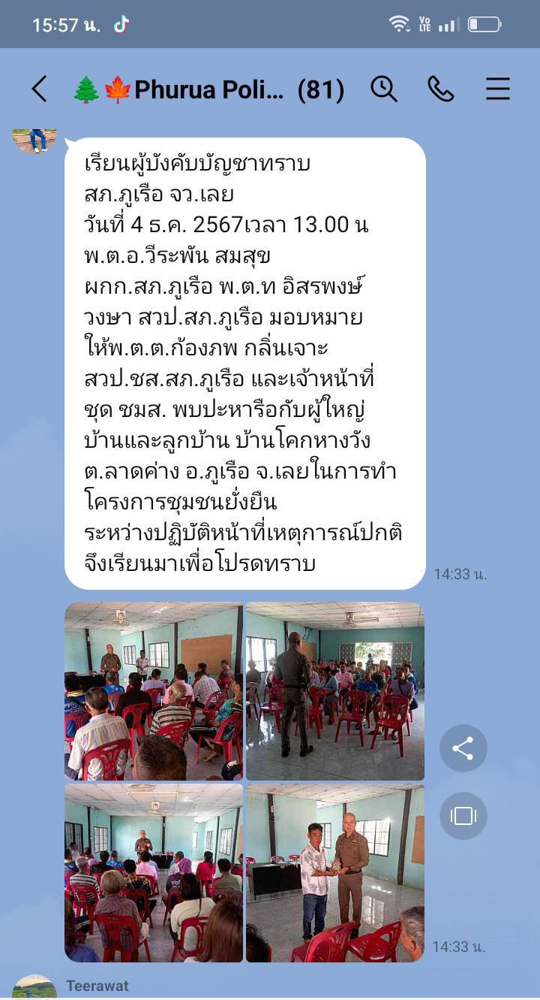 15:57 น.
Vo LTE
Phurua Poli... (81)
เรียนผู้บังคับบัญชาทราบ
สภ.ภูเรือ จว.เลย
วันที่ 4 ธ.ค. 2567เวลา 13.00 น
พ.ต.อ.วีระพัน สมสุข
ผกก.สภ.ภูเรือ พ.ต.ท อิสรพงษ์
วงษา สวป.สภ.ภูเรือ มอบหมาย
ให้พ.ต.ต.ก้องภพ กลิ่นเจาะ
สวป.ชส.สภ.ภูเรือ และเจ้าหน้าที่
ชุด ชมส. พบปะหารือกับผู้ใหญ่
บ้านและลูกบ้าน บ้านโคกหางวัง
ต.ลาดค่าง อ.ภูเรือ จ.เลยในการทำ
โครงการชุมชนยั่งยืน
ระหว่างปฏิบัติหน้าที่เหตุการณ์ปกติ
จึงเรียนมาเพื่อโปรดทราบ
14:33 น.
14:33 น.
Teerawat